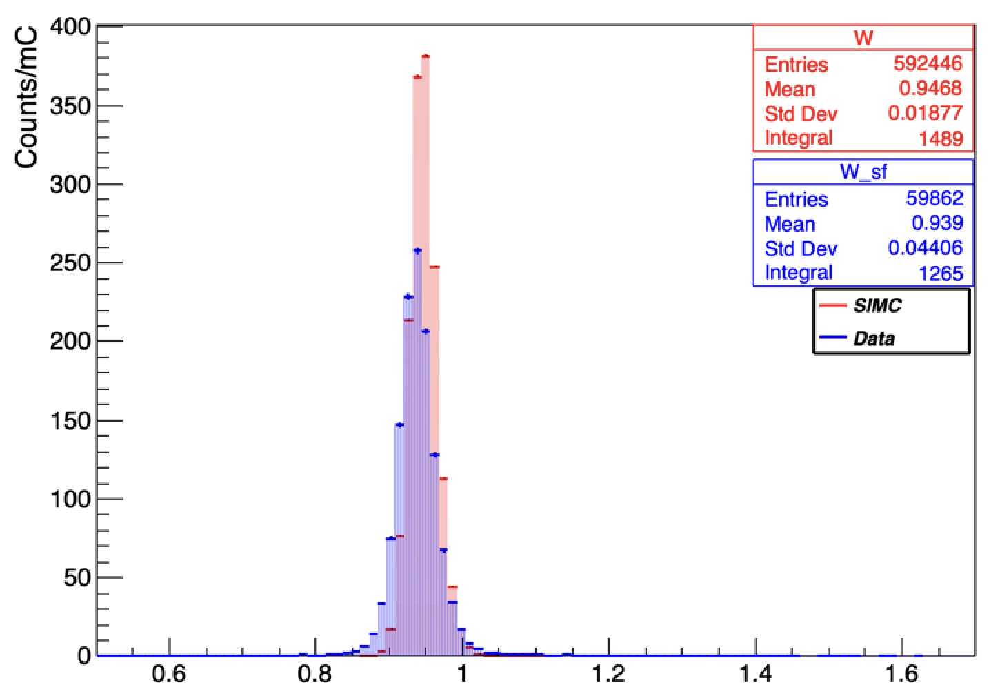 Counts/mC
400
350
300
250
200
150
100
50
0
0.6 0.8 1 1.2 1.4 1.6
W
Entries 592446
Mean 0.9468
Std Dev 0.01877
Integral 1489
W_sf
Entries 59862
Mean 0.939
Std Dev 0.04406
Integral 1265
SIMC
Data